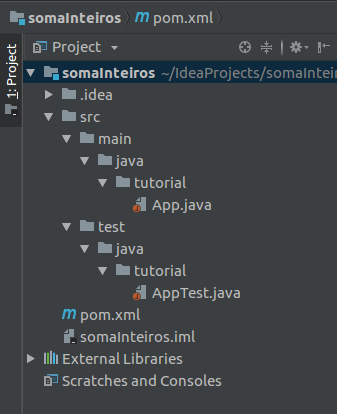 somaInteiros pom.xml
1: Project
Project
somaInteiros ~/IdeaProjects/somaInteir
.idea
src
main
java
tutorial
App.java
test
java
tutorial
AppTest.java
pom.xml
somaInteiros.iml
External Libraries
Scratches and Consoles